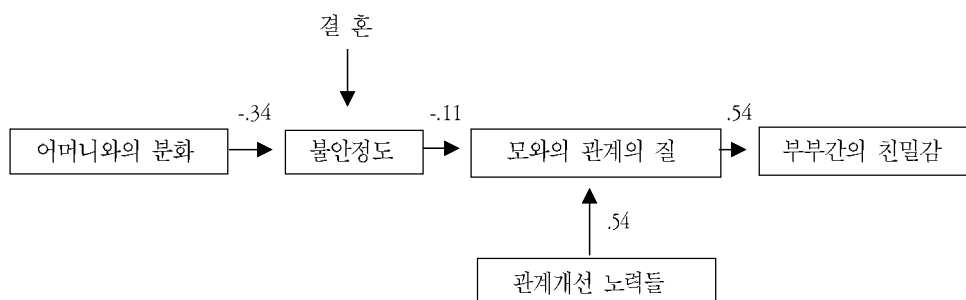 결 혼
-.34
-.11
.54
어머니와의 분화
불안정도
모와의 관계의 질
부부간의 친밀감
.54
관계개선 노력들